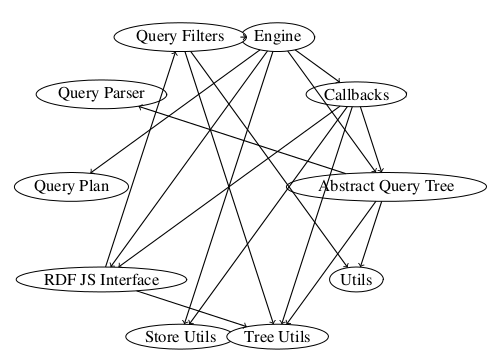 Query Filters
Engine
Query Parser
Callbacks
Query Plan
Abstract Query Tree
RDF JS Interface
Utils
Store Utils
Tree Utils